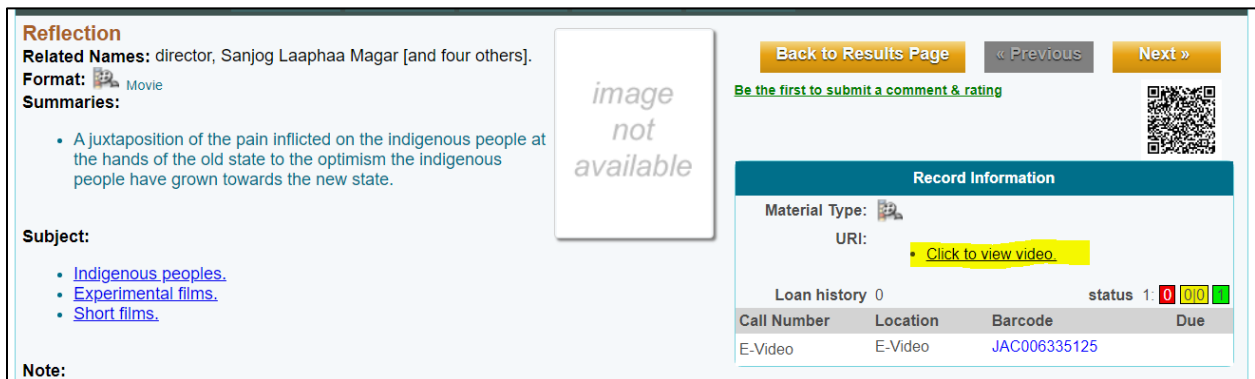 Reflection
Related Names: director, Sanjog Laaphaa Magar [and four others].
Format: Movie
Summaries:
• A juxtaposition of the pain inflicted on the indigenous people at
the hands of the old state to the optimism the indigenous
people have grown towards the new state.
Subject:
• Indigenous peoples.
• Experimental films.
• Short films.
Note:
image
not
available
Back to Results Page « Previous Next »
Be the first to submit a comment & rating
Record Information
Material Type:
URI:
• Click to view video.
Loan history 0 status 1: 0 0|0 1
Call Number Location Barcode Due
E-Video E-Video JAC006335125